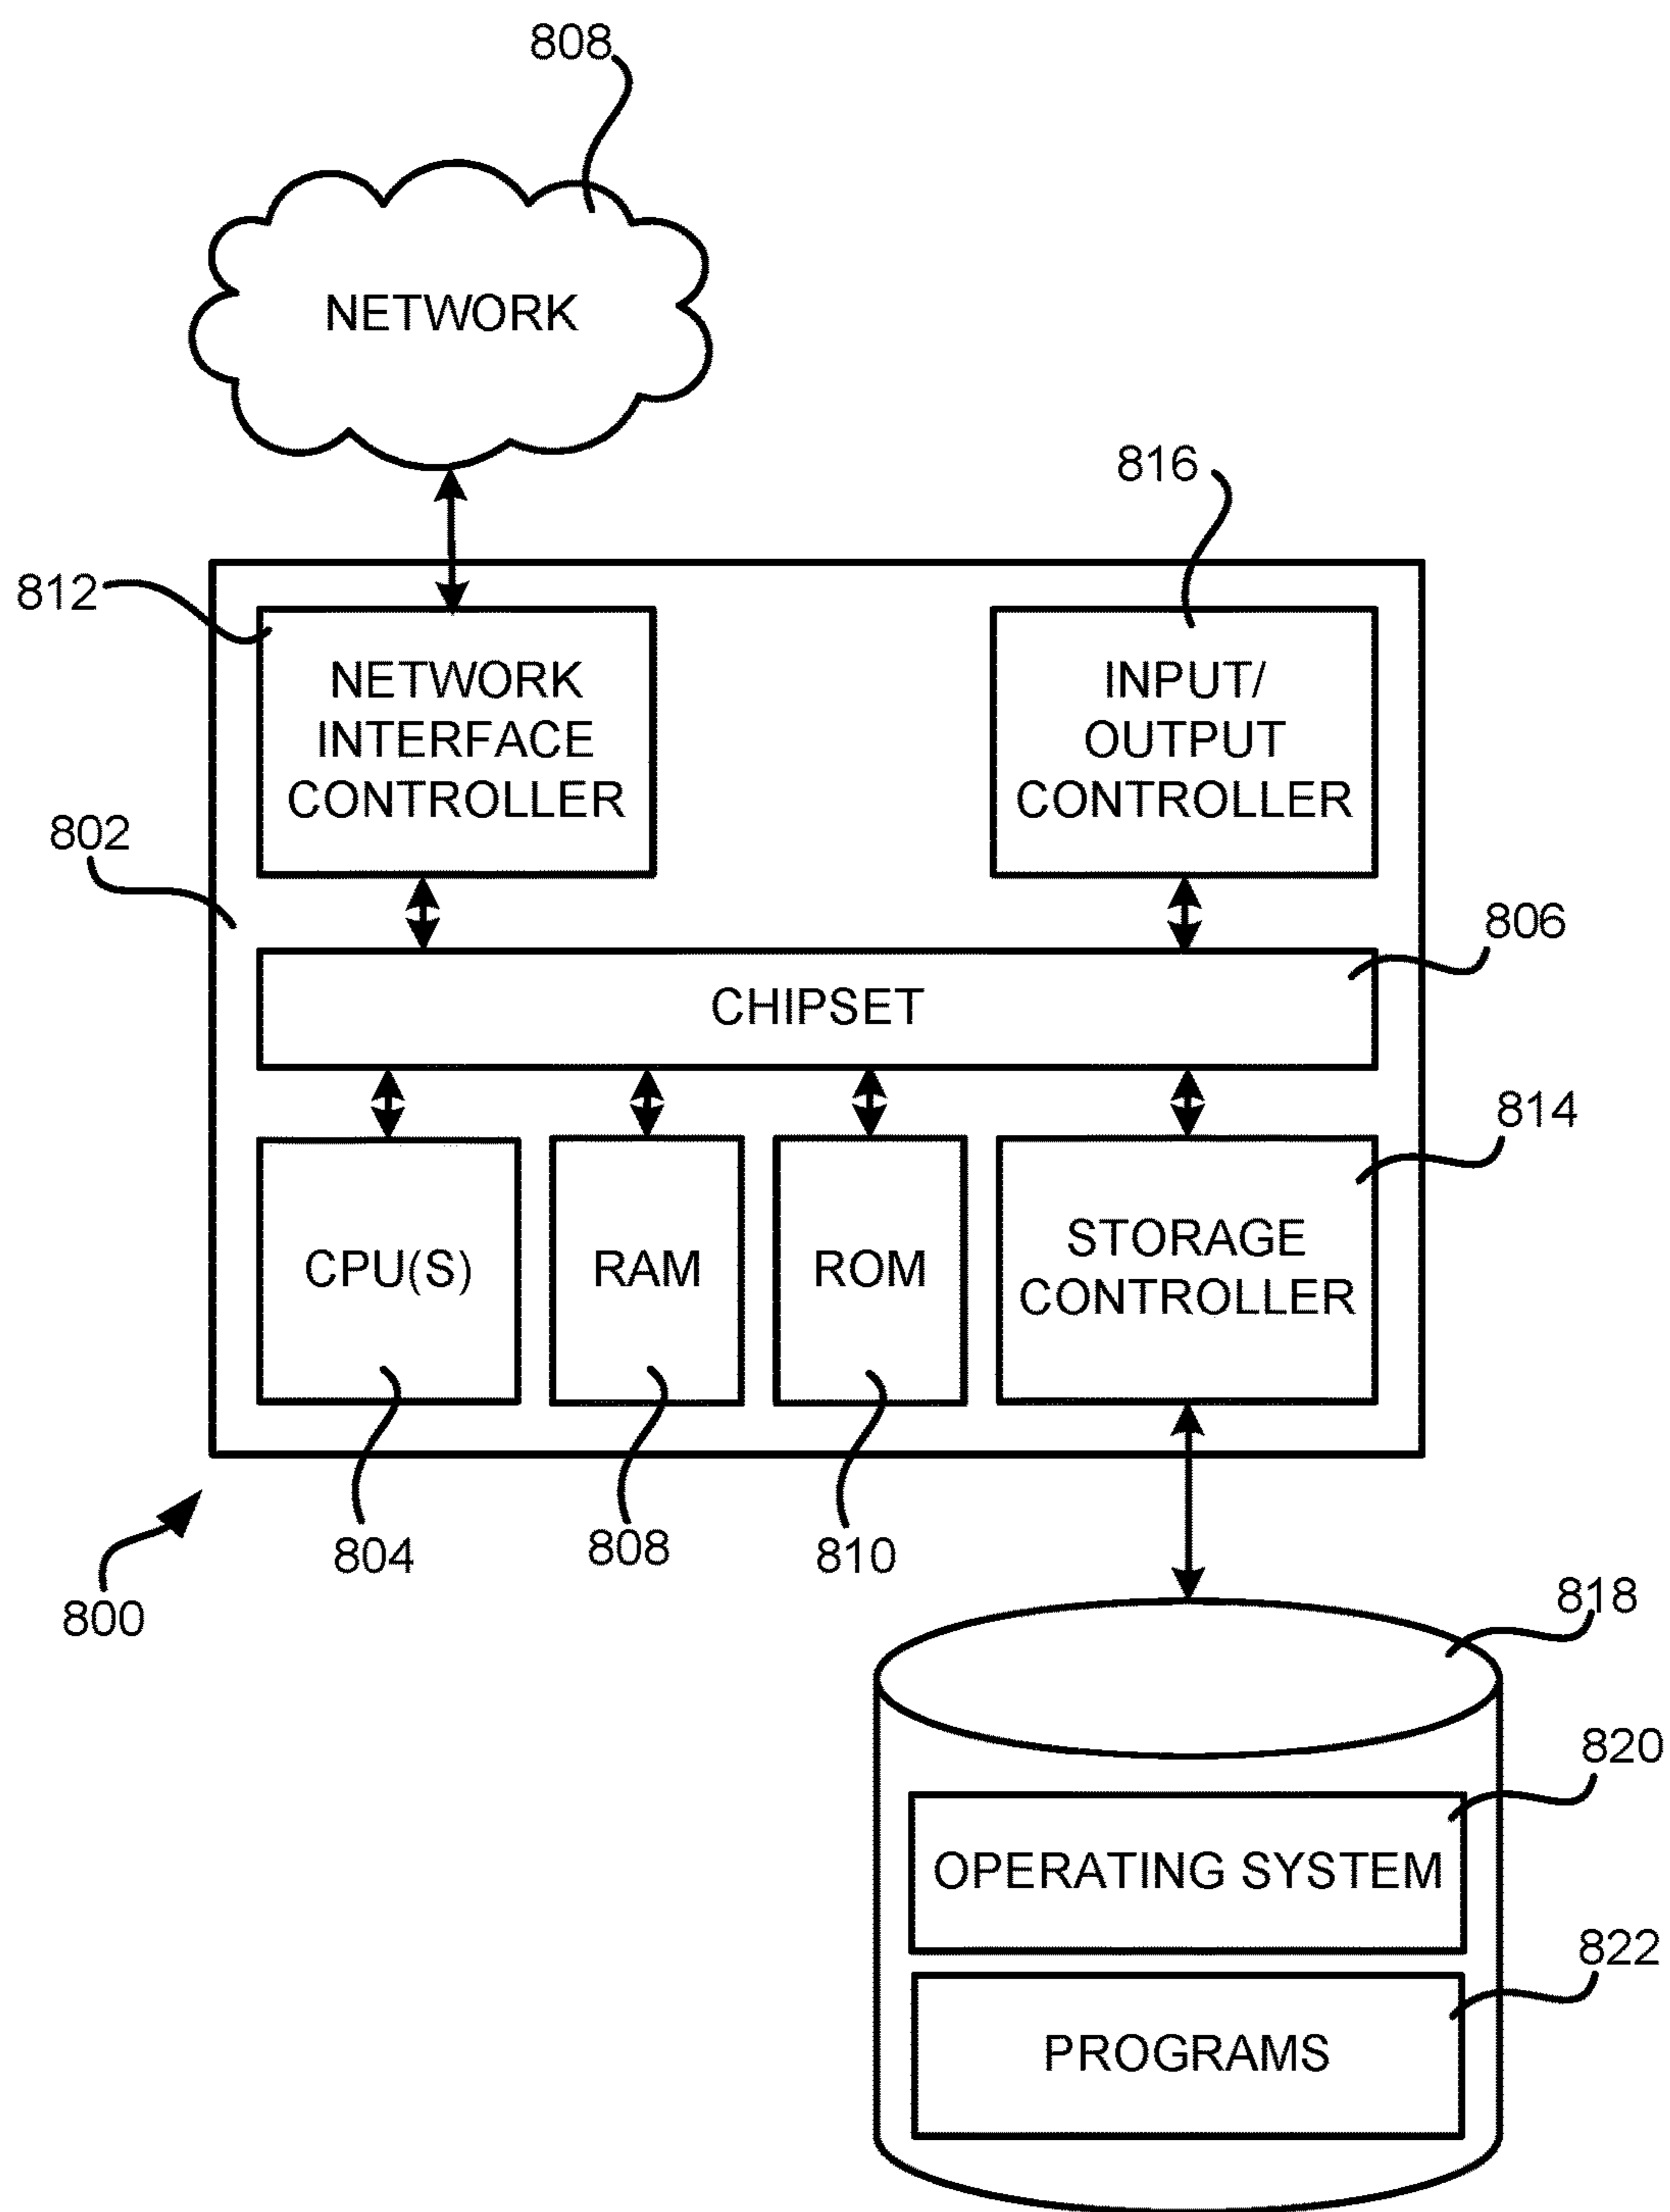 808
NETWORK
816
812
NETWORK
INTERFACE
CONTROLLER
INPUT/
OUTPUT
CONTROLLER
802
806
CHIPSET
814
CPU(S)
RAM
ROM
STORAGE
CONTROLLER
804
808
810
800
818
820
OPERATING SYSTEM
822
PROGRAMS